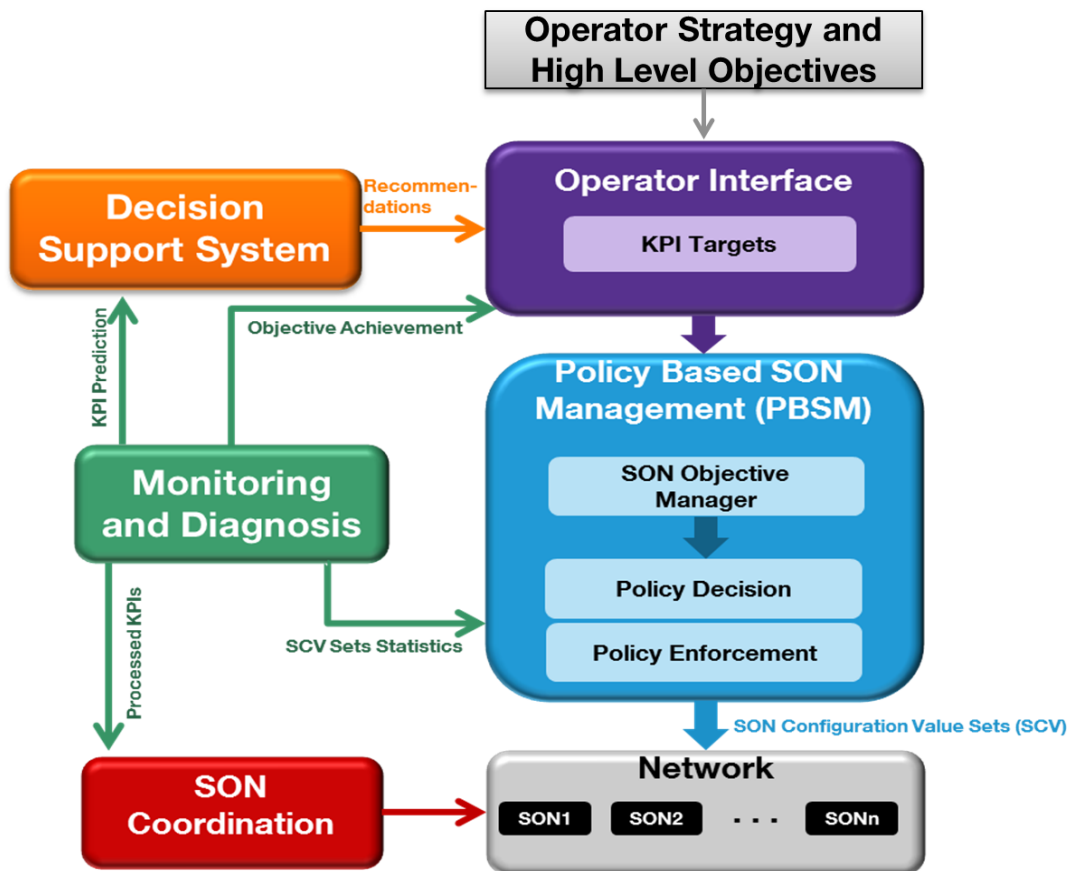 Operator Strategy and
High Level Objectives
Operator Interface
KPI Targets
Recommen-
dations
Decision
Support System
Objective Achievement
KPI Prediction
Policy Based SON
Management (PBSM)
SON Objective
Manager
Policy Decision
Policy Enforcement
Monitoring
and Diagnosis
SCV Sets Statistics
Processed KPIs
SON Configuration Value Sets (SCV)
SON
Coordination
Network
SON1 SON2 . . . SONn